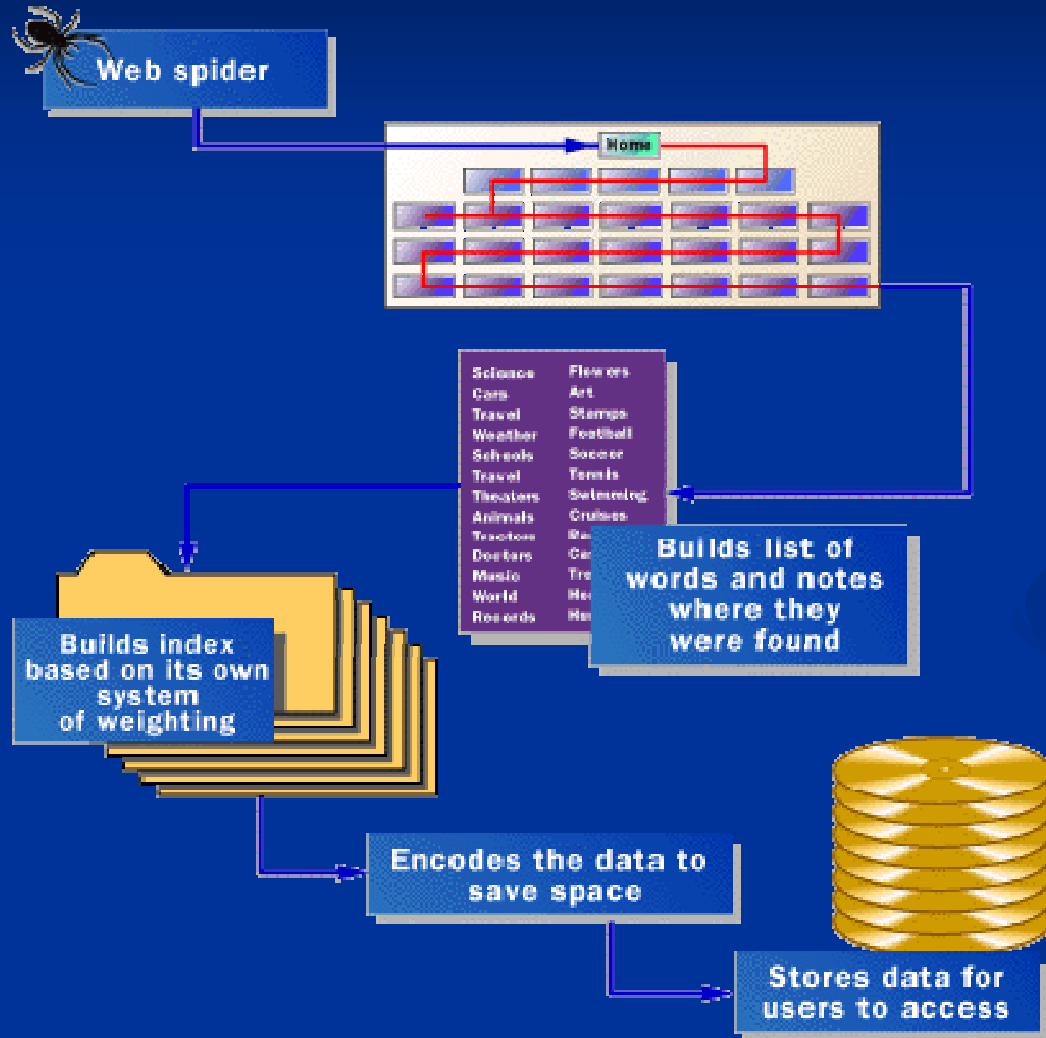 Web spider
Home
Science
Cars
Travel
Weather
Schools
Travel
Theaters
Animals
Tractors
Doctors
Music
World
Records
Flowers
Art
Stamps
Football
Soccer
Tennis
Swimming
Cruises
Builds list of
words and notes
where they
were found
Builds index
based on its own
system
of weighting
Encodes the data to
save space
Stores data for
users to access